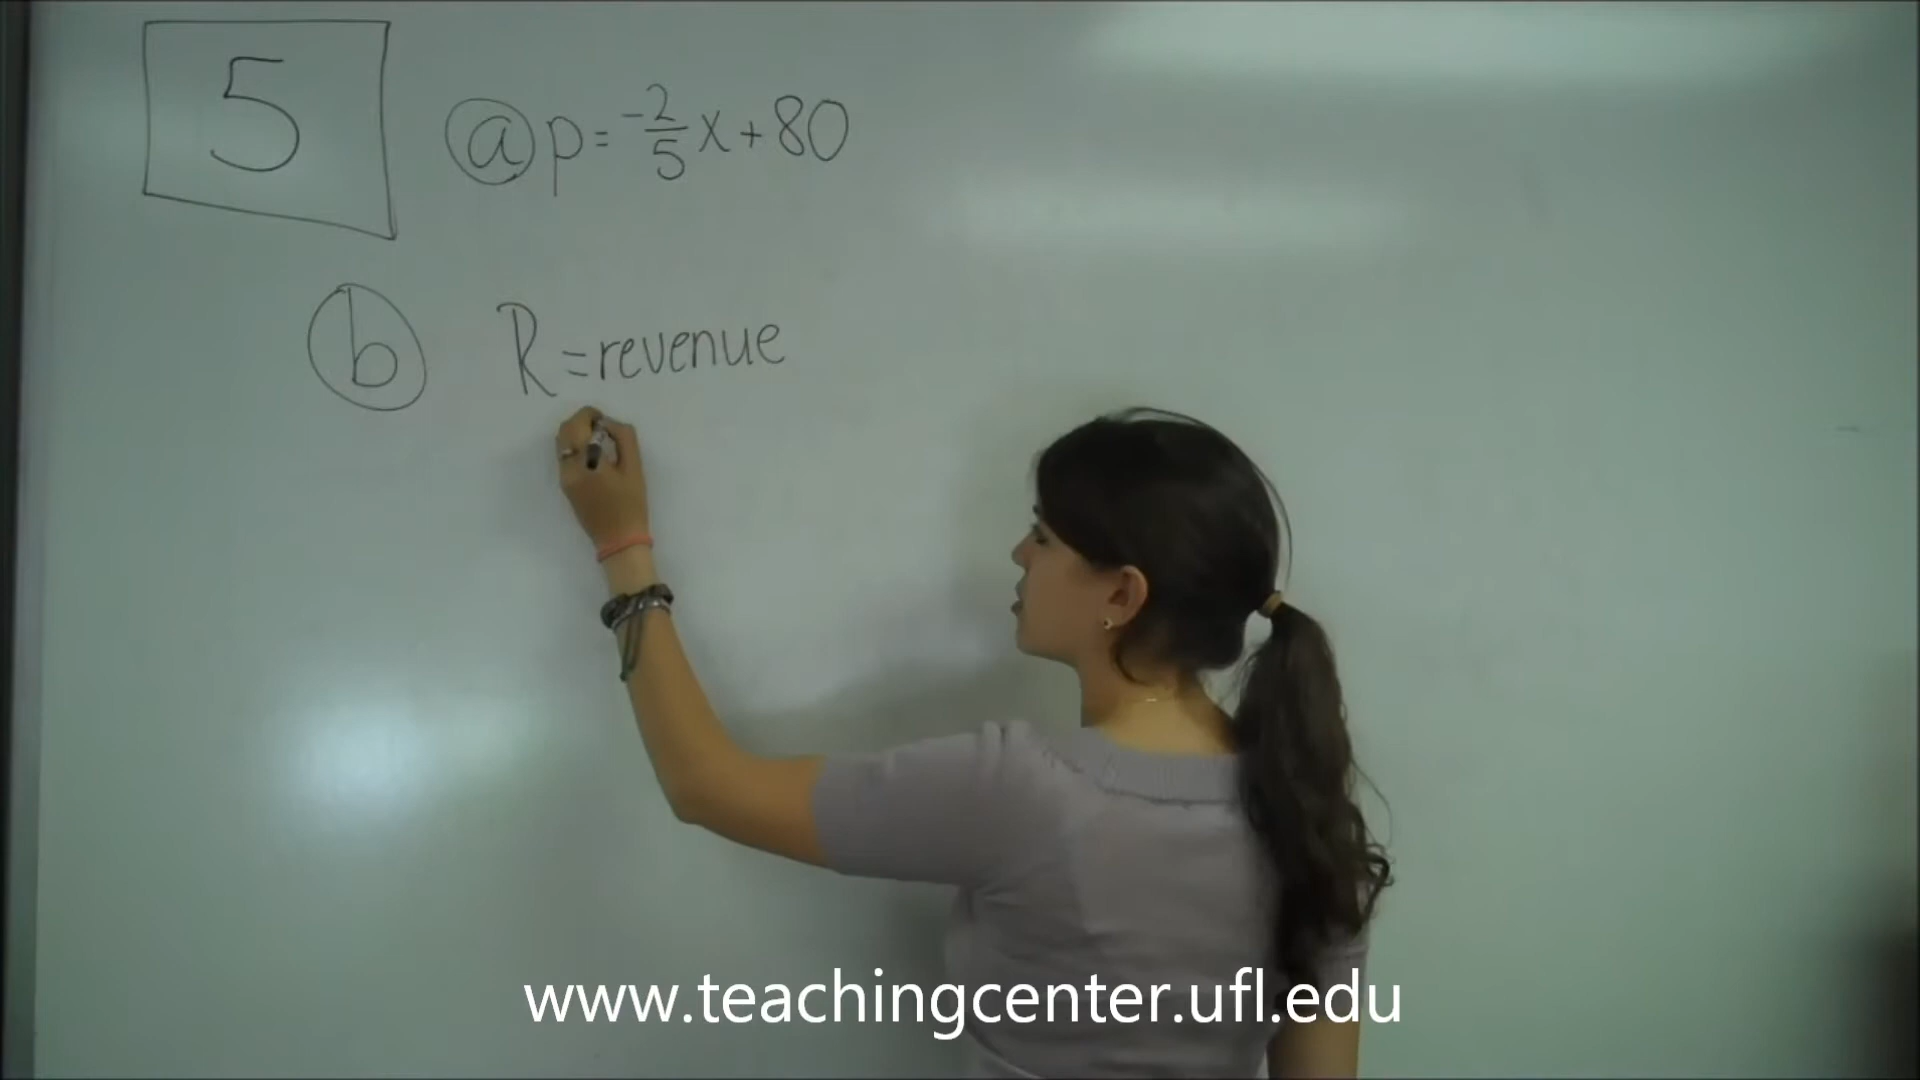 5
a p = -2/5 x + 80
b R = revenue
www.teachingcenter.ufl.edu